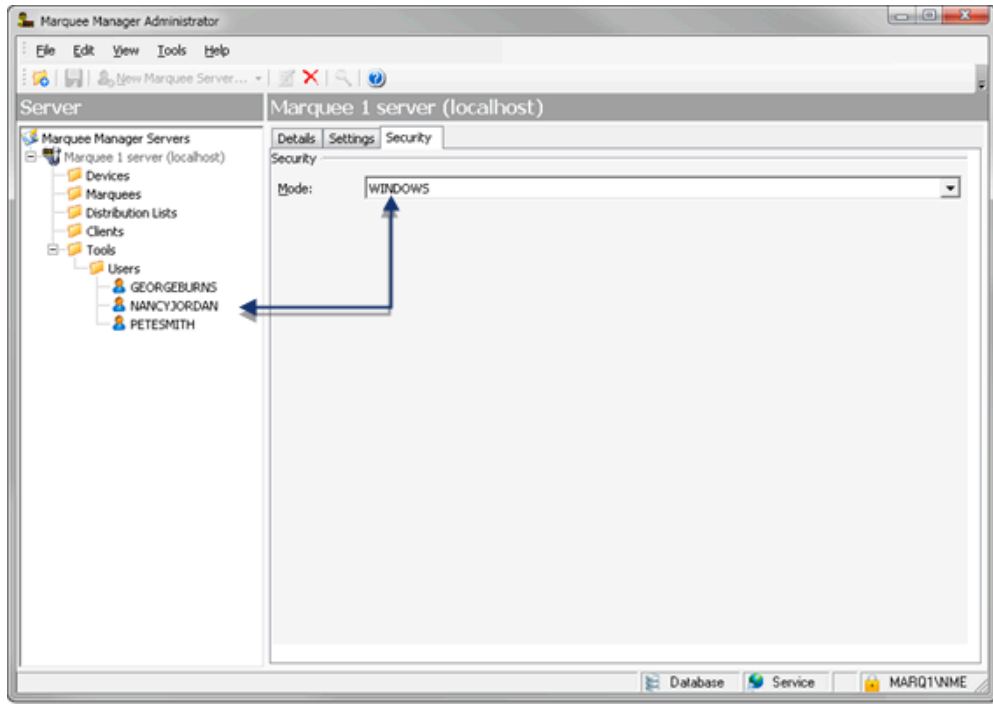 Marquee Manager Administrator
File Edit View Tools Help
New Marquee Server...
Server
Marquee 1 server (localhost)
Marquee Manager Servers
Marquee 1 server (localhost)
Devices
Marquees
Distribution Lists
Clients
Tools
Users
GEORGEBURNS
NANCYJORDAN
PETESMITH
Details Settings Security
Security
Mode: WINDOWS
Database Service MARQ1\NME